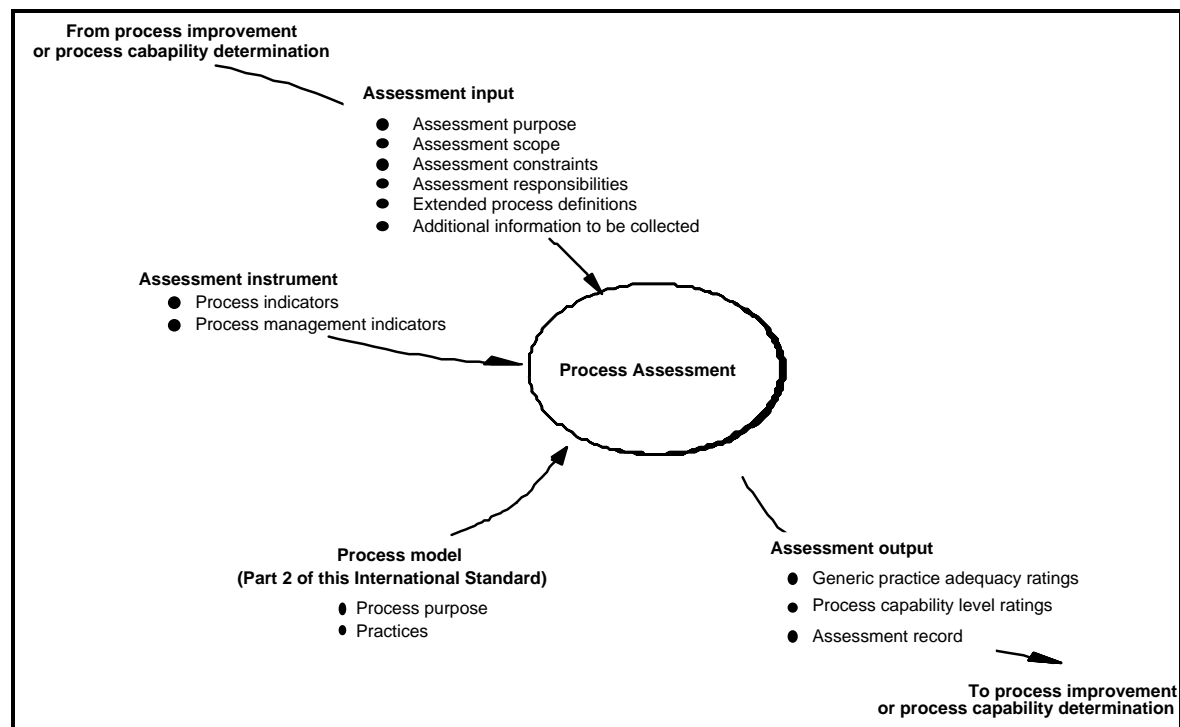 From process improvement
or process cabapility determination
Assessment input
● Assessment purpose
● Assessment scope
● Assessment constraints
● Assessment responsibilities
● Extended process definitions
● Additional information to be collected
Assessment instrument
● Process indicators
● Process management indicators
Process Assessment
Process model
(Part 2 of this International Standard)
● Process purpose
● Practices
Assessment output
● Generic practice adequacy ratings
● Process capability level ratings
● Assessment record
To process improvement
or process capability determination